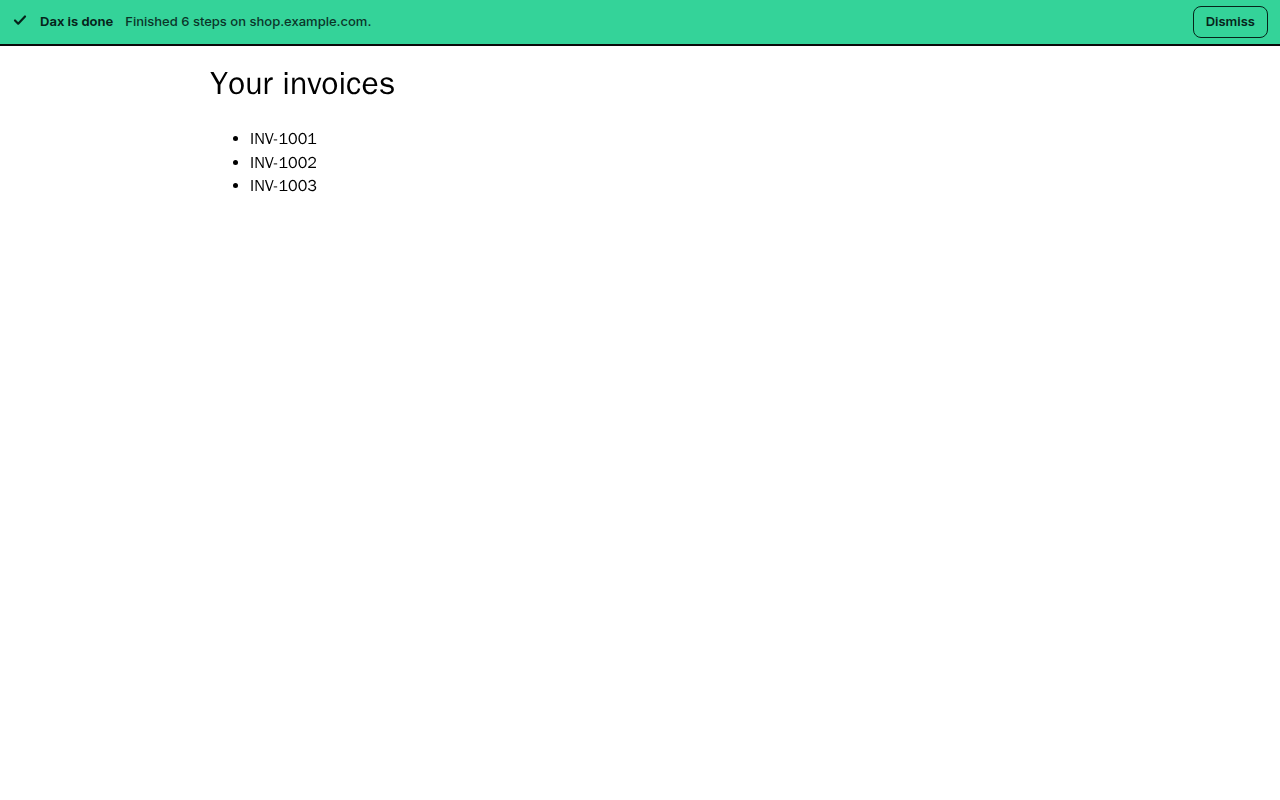 Dax is done Finished 6 steps on shop.example.com. Dismiss
Your invoices
INV-1001
INV-1002
INV-1003